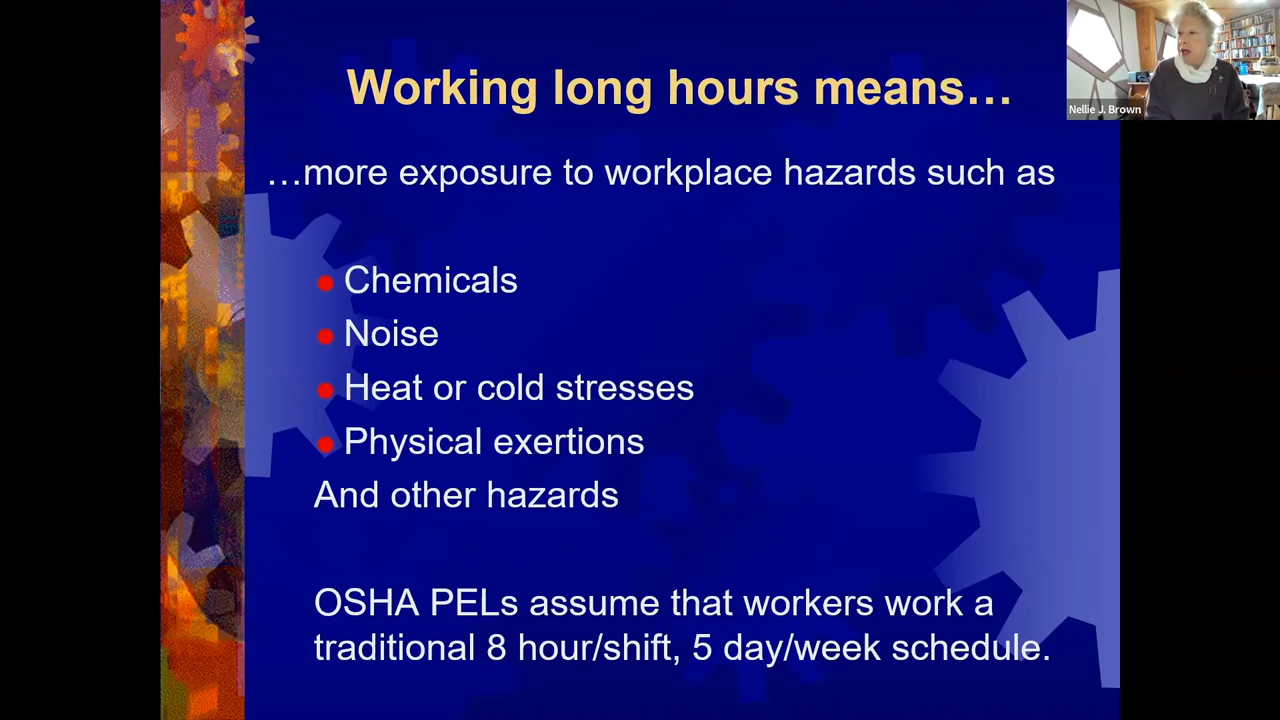 Working long hours means…
Nellie J. Brown
…more exposure to workplace hazards such as
Chemicals
Noise
Heat or cold stresses
Physical exertions
And other hazards
OSHA PELs assume that workers work a
traditional 8 hour/shift, 5 day/week schedule.